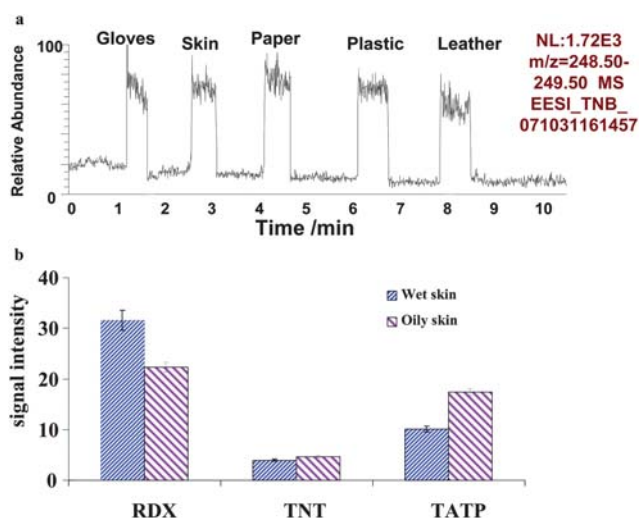 a
Gloves Skin Paper Plastic Leather
NL:1.72E3
m/z=248.50-
249.50 MS
EESI_TNB_
071031161457
Relative Abundance
100
0
0 1 2 3 4 5 6 7 8 9 10
Time /min
b
signal intensity
40
30
20
10
0
Wet skin
Oily skin
RDX TNT TATP